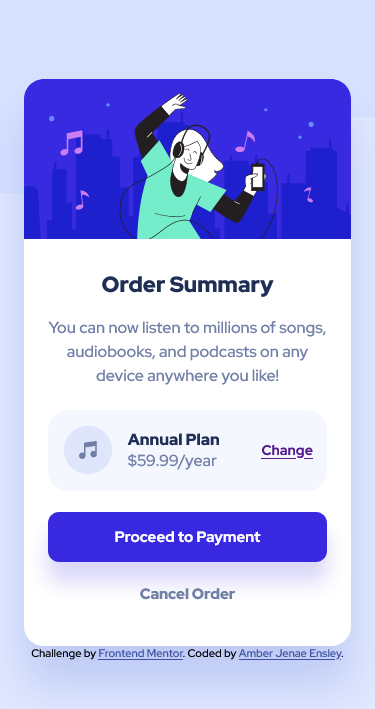 Order Summary
You can now listen to millions of songs,
audiobooks, and podcasts on any
device anywhere you like!
Annual Plan
$59.99/year
Change
Proceed to Payment
Cancel Order
Challenge by Frontend Mentor. Coded by Amber Jenae Ensley.